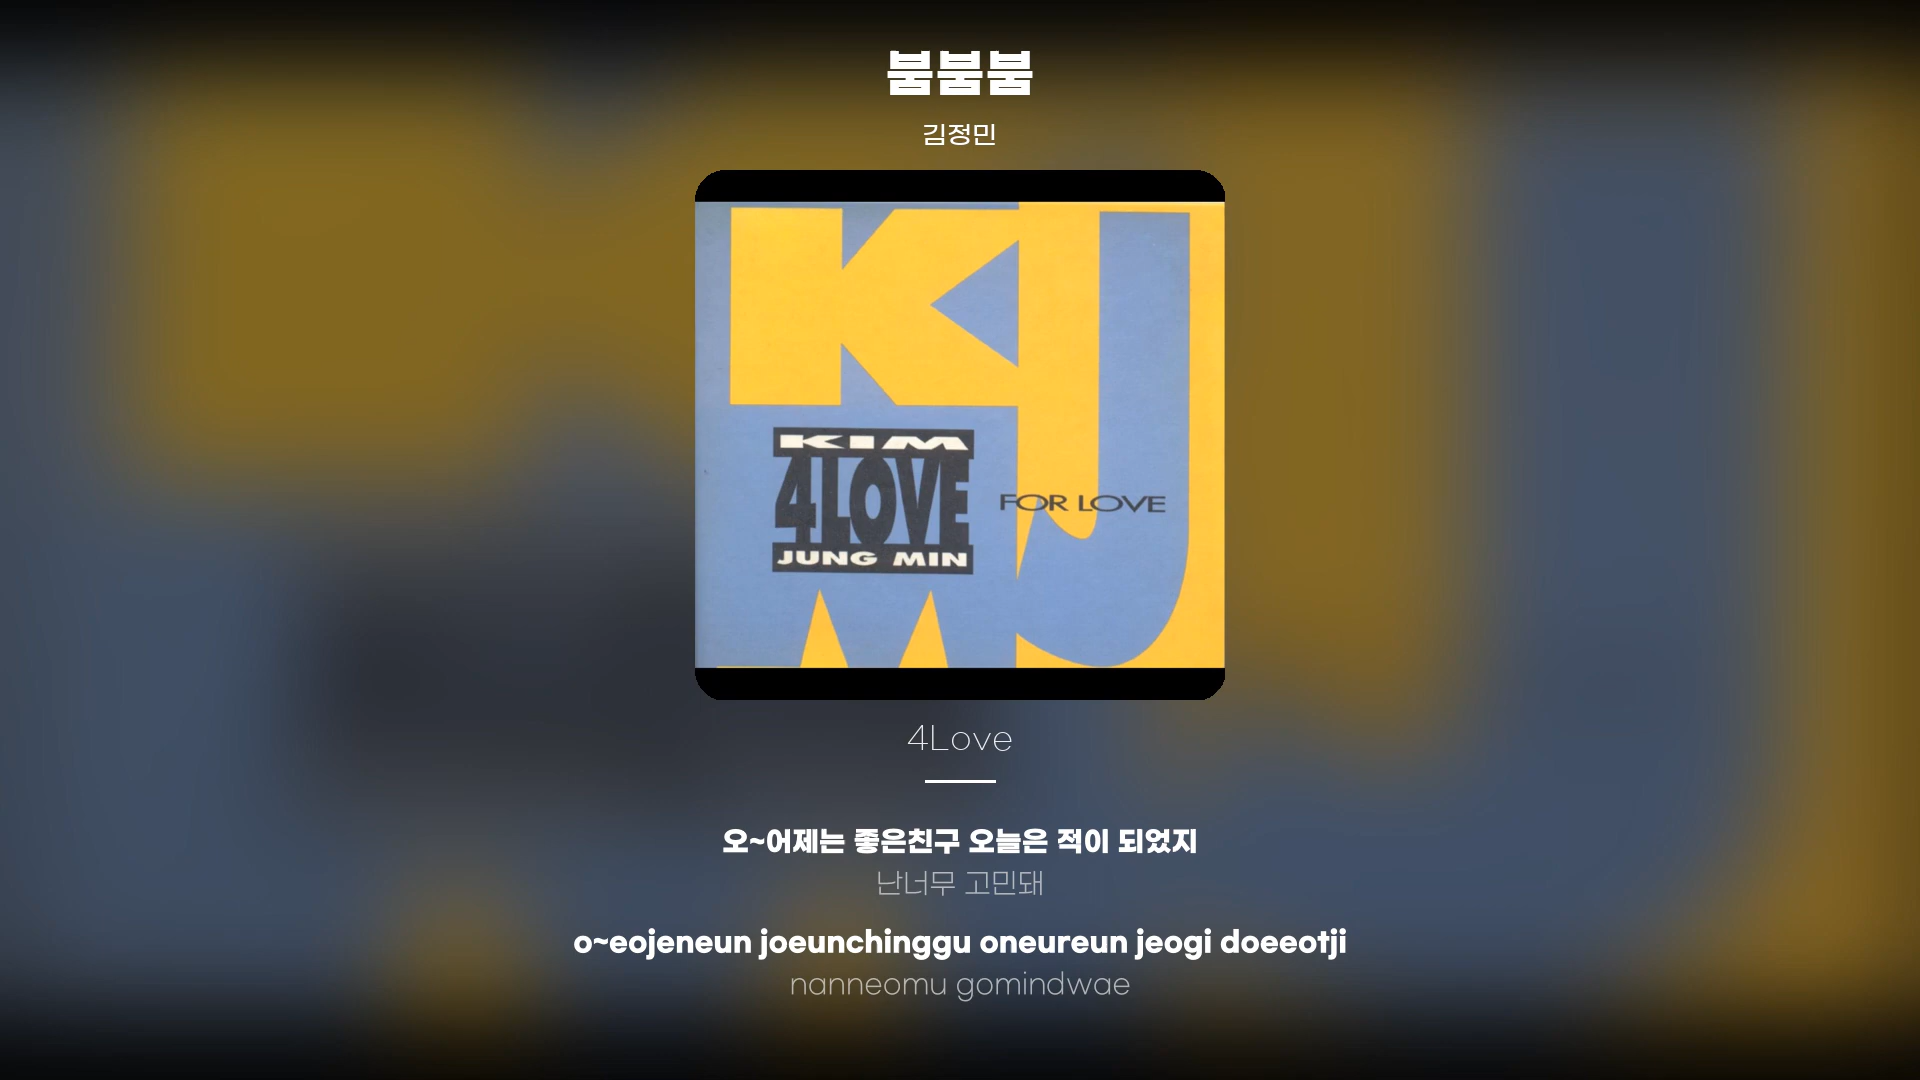 붐붐붐
김정민
KJ
KIM
4LOVE
JUNG MIN
FOR LOVE
M
4Love
오~어제는 좋은친구 오늘은 적이 되었지
난너무 고민돼
o~eojeneun joeunchinggu oneureun jeogi doeeotji
nanneomu gomindwae